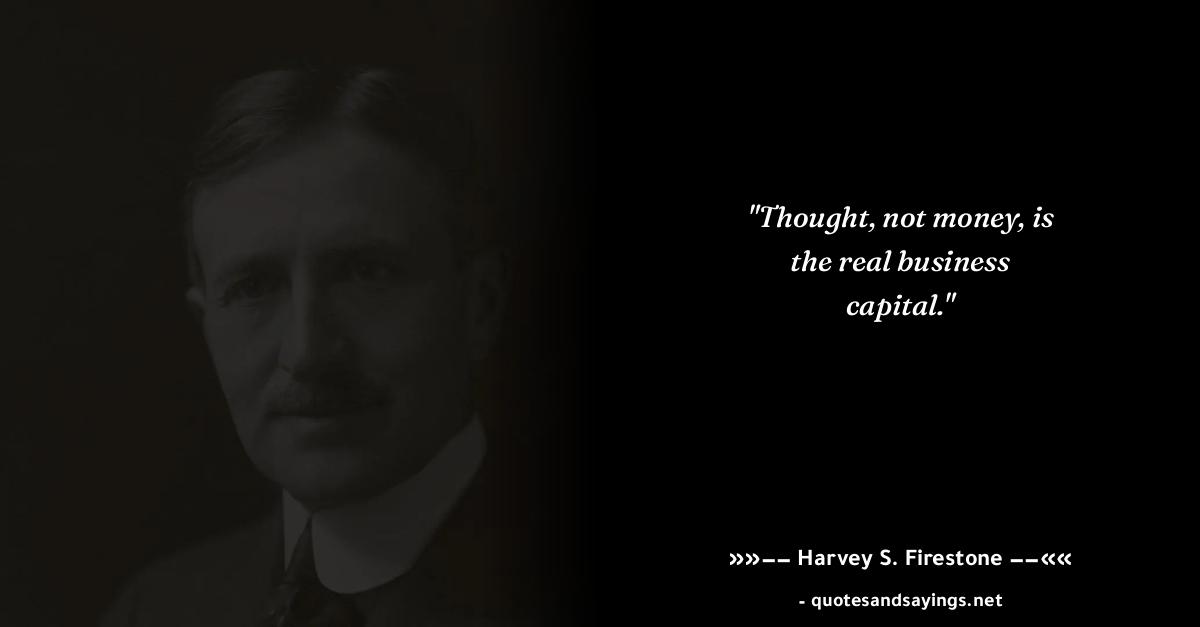 "Thought, not money, is
the real business
capital."
»»−− Harvey S. Firestone −−««
- quotesandsayings.net